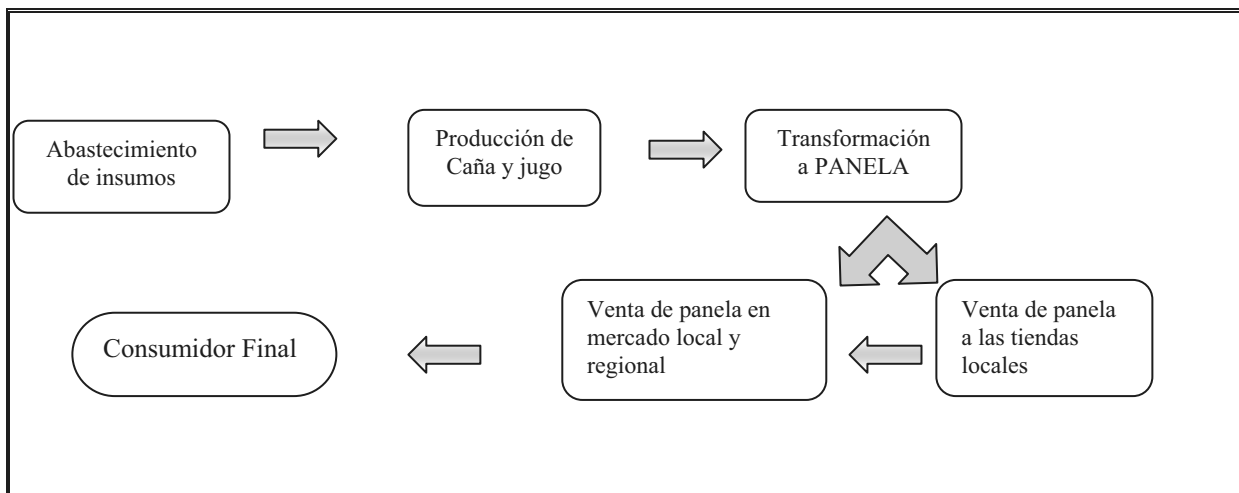 Abastecimiento
de insumos
Producción de
Caña y jugo
Transformación
a PANELA
Venta de panela en
mercado local y
regional
Venta de panela
a las tiendas
locales
Consumidor Final